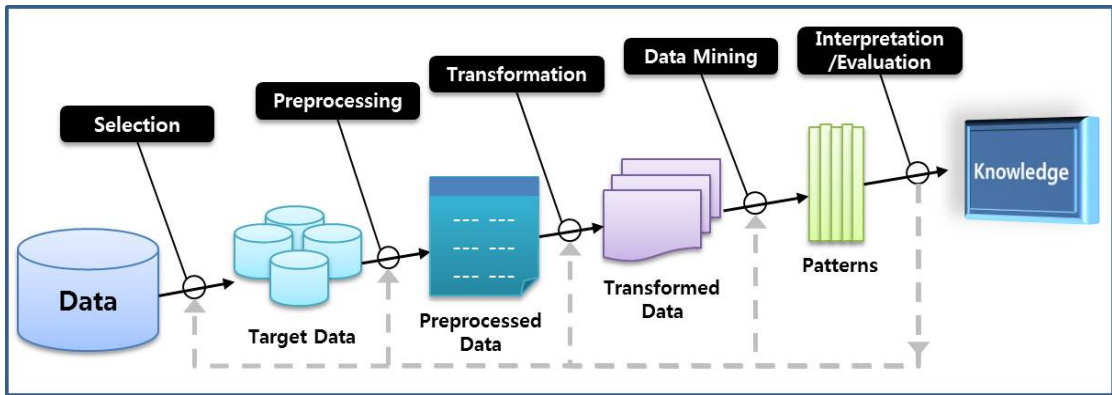 Interpretation
/Evaluation
Data Mining
Transformation
Preprocessing
Selection
Knowledge
Data
Target Data
Preprocessed
Data
Transformed
Data
Patterns